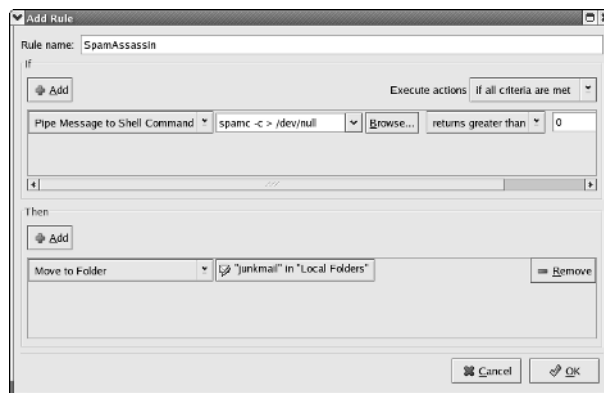 Add Rule
Rule name: SpamAssassin
If
Add
Execute actions If all criteria are met
Pipe Message to Shell Command spamc -c > /dev/null Browse... returns greater than 0
Then
Add
Move to Folder "junkmail" in "Local Folders" Remove
Cancel OK